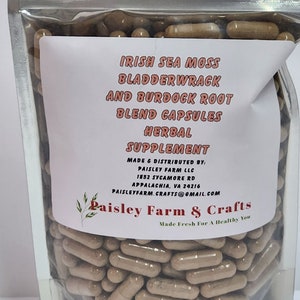 IRISH SEA MOSS
BLADDERWRACK
AND BURDOCK ROOT
BLEND CAPSULES
HERBAL
SUPPLEMENT
MADE & DISTRIBUTED BY:
PAISLEY FARM LLC
1852 SYCAMORE RD
APPALACHIA, VA 24216
PAISLEYFARM.CRAFTS@GMAIL.COM
Paisley Farm & Crafts
Made Fresh For A Healthy You